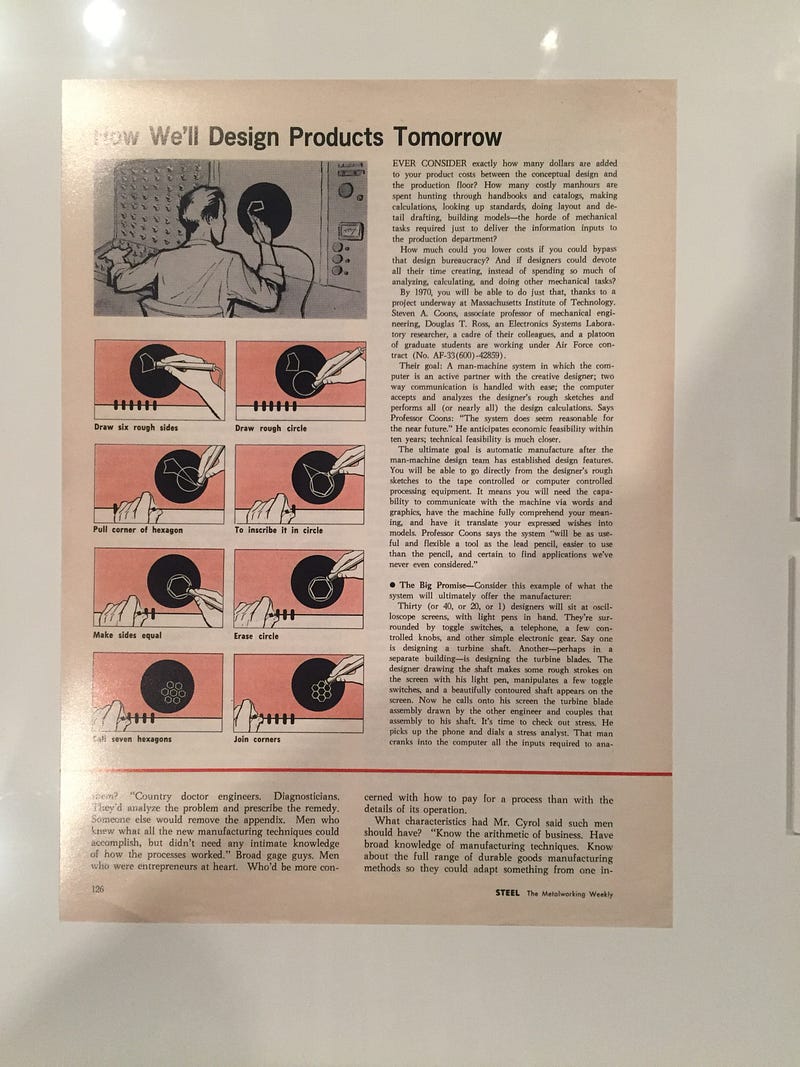 How We'll Design Products Tomorrow
EVER CONSIDER exactly how many dollars are added
to your product costs between the conceptual design and
the production floor? How many costly manhours are
spent hunting through handbooks and catalogs, making
calculations, looking up standards, doing layout and de-
tail drafting, building models—the horde of mechanical
tasks required just to deliver the information inputs to
the production department?
How much could you lower costs if you could bypass
that design bureaucracy? And if designers could devote
all their time creating, instead of spending so much of
analyzing, calculating, and doing other mechanical tasks?
By 1970, you will be able to do just that, thanks to a
project underway at Massachusetts Institute of Technology.
Steven A. Coons, associate professor of mechanical engi-
neering, Douglas T. Ross, an Electronics Systems Labora-
tory researcher, a cadre of their colleagues, and a platoon
of graduate students are working under Air Force con-
tract (No. AF-33(600)-42859).
Their goal: A man-machine system in which the com-
puter is an active partner with the creative designer; two
way communication is handled with ease; the computer
accepts and analyzes the designer's rough sketches and
performs all (or nearly all) the design calculations. Says
Professor Coons: "The system does seem reasonable for
the near future." He anticipates economic feasibility within
ten years; technical feasibility is much closer.
The ultimate goal is automatic manufacture after the
man-machine design team has established design features.
You will be able to go directly from the designer's rough
sketches to the tape controlled or computer controlled
processing equipment. It means you will need the capa-
bility to communicate with the machine via words and
graphics, have the machine fully comprehend your mean-
ing, and have it translate your expressed wishes into
models. Professor Coons says the system "will be as use-
ful and flexible a tool as the lead pencil, easier to use
than the pencil, and certain to find applications we've
never even considered."
● The Big Promise—Consider this example of what the
system will ultimately offer the manufacturer:
Thirty (or 40, or 20, or 1) designers will sit at oscil-
loscope screens, with light pens in hand. They're sur-
rounded by toggle switches, a telephone, a few con-
trolled knobs, and other simple electronic gear. Say one
is designing a turbine shaft. Another—perhaps in a
separate building—is designing the turbine blades. The
designer drawing the shaft makes some rough strokes on
the screen with his light pen, manipulates a few toggle
switches, and a beautifully contoured shaft appears on the
screen. Now he calls onto his screen the turbine blade
assembly drawn by the other engineer and couples that
assembly to his shaft. It's time to check out stress. He
picks up the phone and dials a stress analyst. That man
cranks into the computer all the inputs required to ana-
Draw six rough sides
Draw rough circle
Pull corner of hexagon
To inscribe it in circle
Make sides equal
Erase circle
Call seven hexagons
Join corners
them? "Country doctor engineers. Diagnosticians.
They'd analyze the problem and prescribe the remedy.
Someone else would remove the appendix. Men who
knew what all the new manufacturing techniques could
accomplish, but didn't need any intimate knowledge
of how the processes worked." Broad gage guys. Men
who were entrepreneurs at heart. Who'd be more con-
cerned with how to pay for a process than with the
details of its operation.
What characteristics had Mr. Cyrol said such men
should have? "Know the arithmetic of business. Have
broad knowledge of manufacturing techniques. Know
about the full range of durable goods manufacturing
methods so they could adapt something from one in-
126
STEEL The Metalworking Weekly